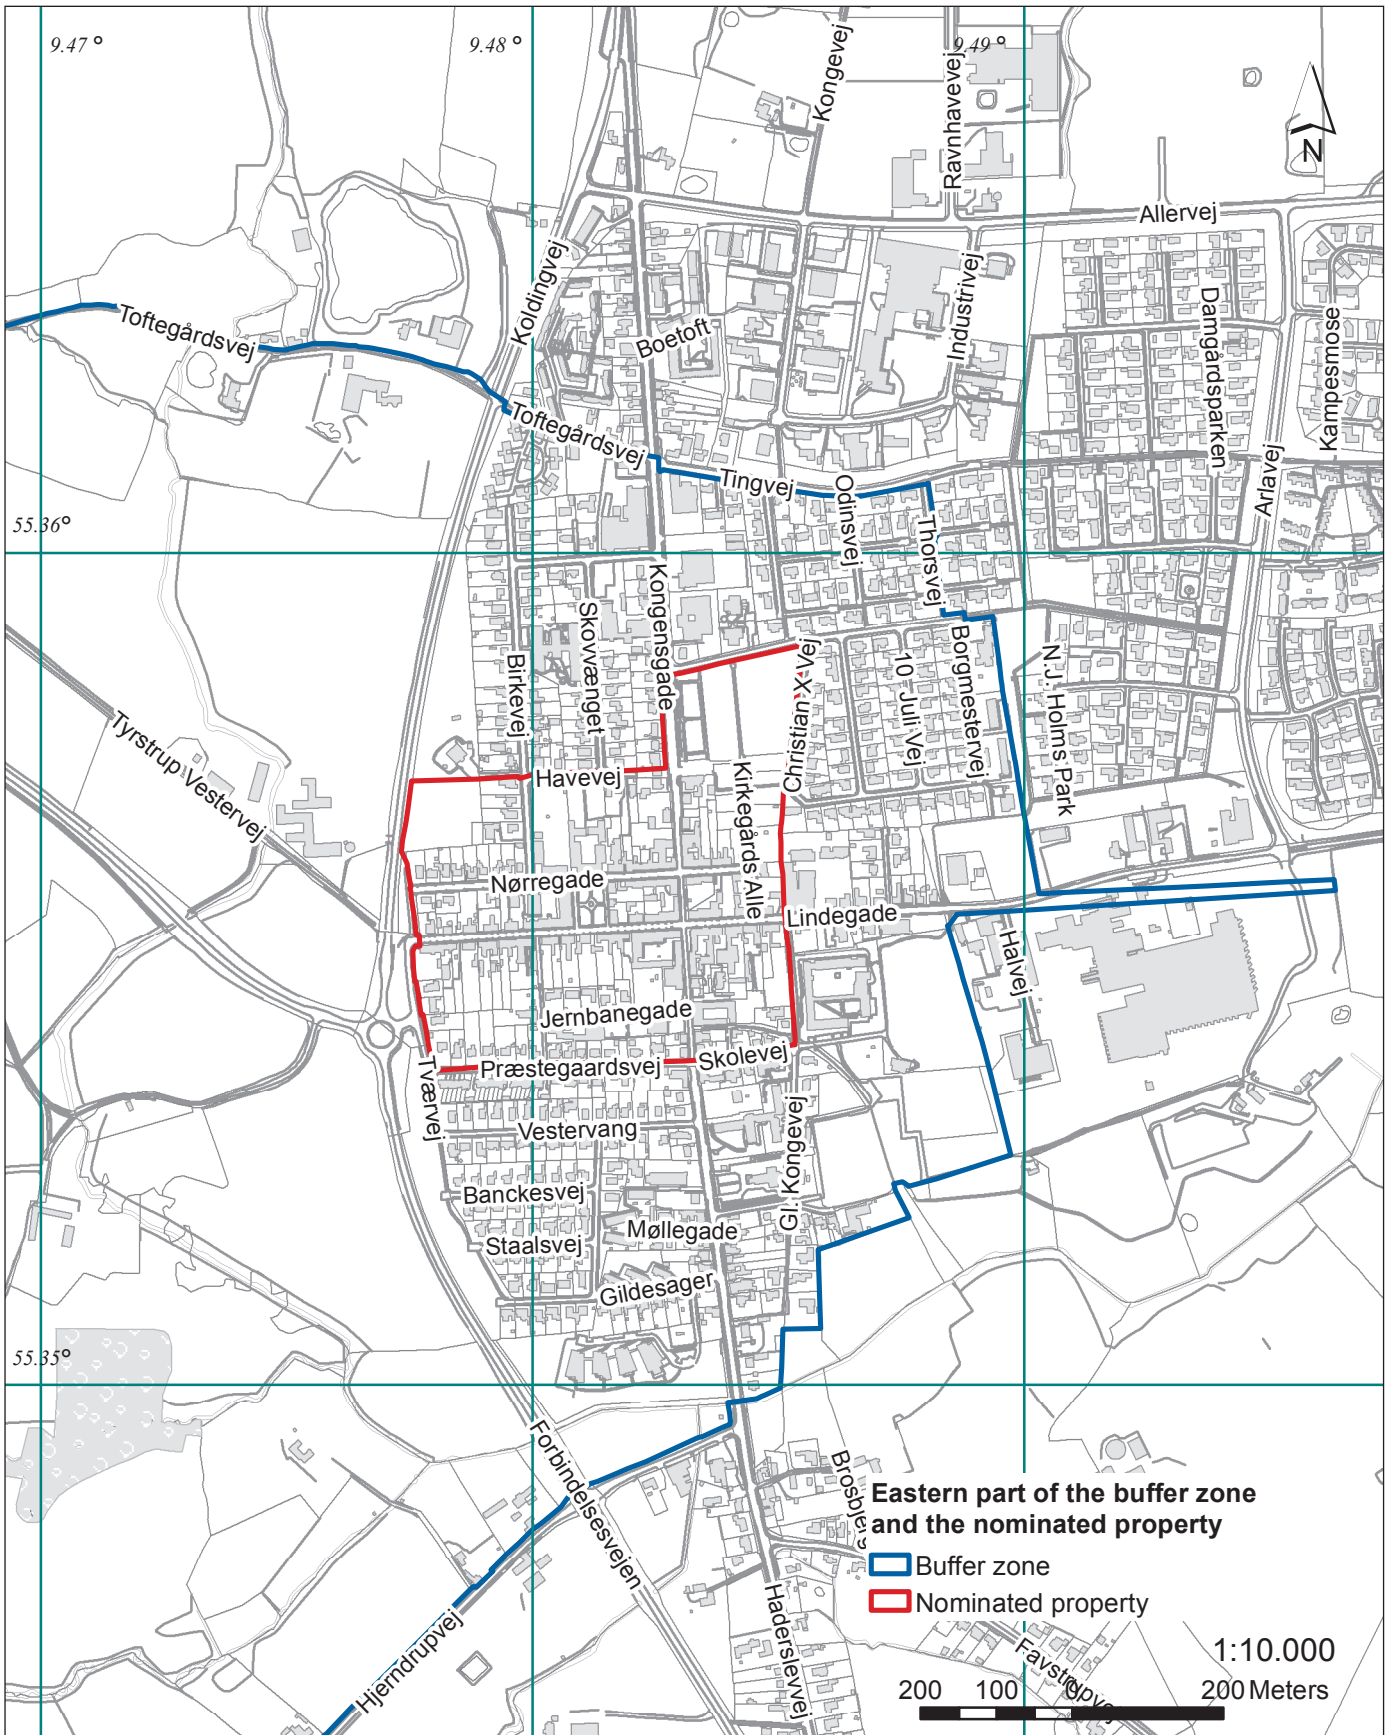 9.47 °
9.48 °
9.49 °
Kongevej
Ravnhavevej
N
Allervej
Koldingvej
Toftegårdsvej
Boetoft
Industrivej
Damgårdsparken
Kampesmose
Toftegårdsvej
Tingvej
Odinsvej
Arlavej
55.36°
Thorsvej
Kongensgade
Skovvænget
Birkevej
Christian X Vej
10 Juli Vej
Borgmestervej
N.J. Holms Park
Tyrstrup Vestervej
Havevej
Kirkegårds Alle
Nørregade
Lindegade
Halvej
Jernbanegade
Præstegaardsvej
Skolevej
Tværvej
Vestervang
Gl. Kongevej
Banckesvej
Møllegade
Staalsvej
Gildesager
55.35°
Forbindelsesvejen
Hjerndrupvej
Haderslevvej
Eastern part of the buffer zone
and the nominated property
Buffer zone
Nominated property
1:10.000
Favstrupvej
200 100 0 200 Meters